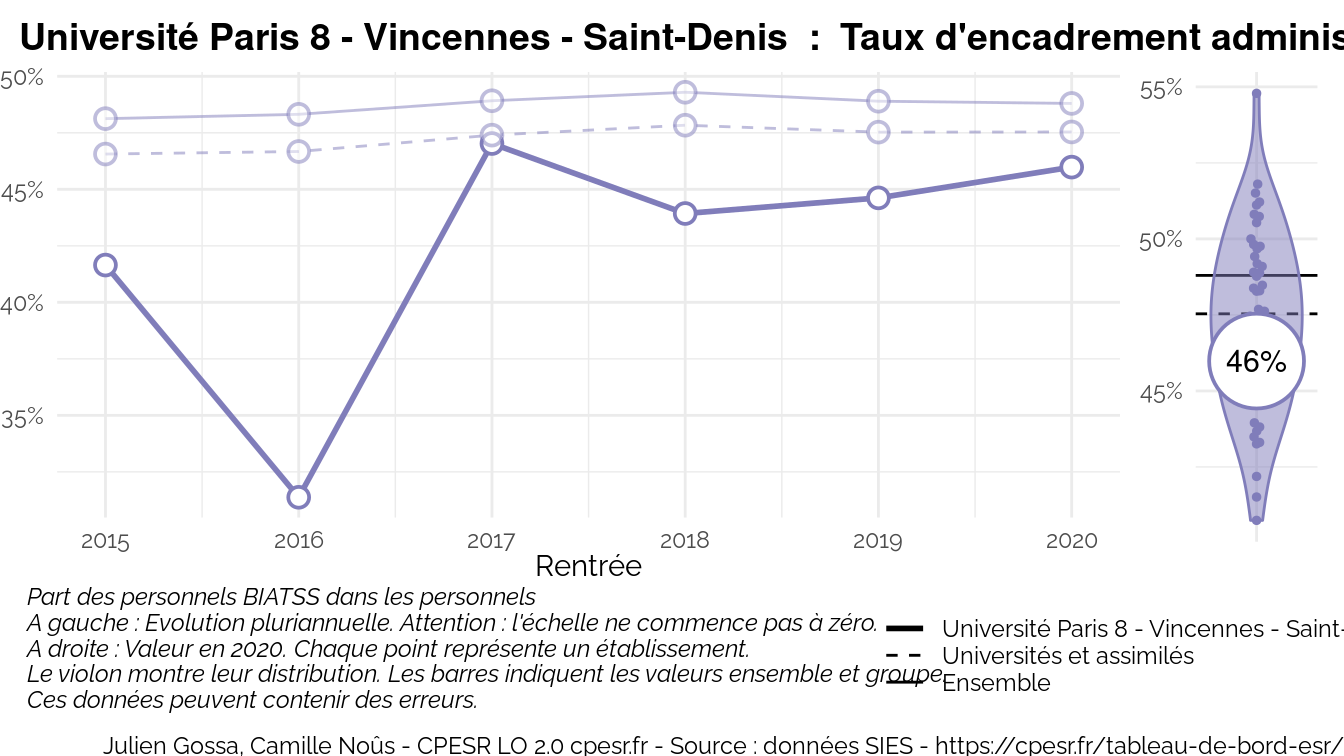 Université Paris 8 - Vincennes - Saint-Denis : Taux d'encadrement adminis
50%
45%
40%
35%
2015 2016 2017 2018 2019 2020
Rentrée
55%
50%
46%
45%
Part des personnels BIATSS dans les personnels
A gauche : Evolution pluriannuelle. Attention : l'échelle ne commence pas à zéro.
A droite : Valeur en 2020. Chaque point représente un établissement.
Le violon montre leur distribution. Les barres indiquent les valeurs ensemble et groupe.
Ces données peuvent contenir des erreurs.
Université Paris 8 - Vincennes - Saint-
Universités et assimilés
Ensemble
Julien Gossa, Camille Noûs - CPESR LO 2.0 cpesr.fr - Source : données SIES - https://cpesr.fr/tableau-de-bord-esr/